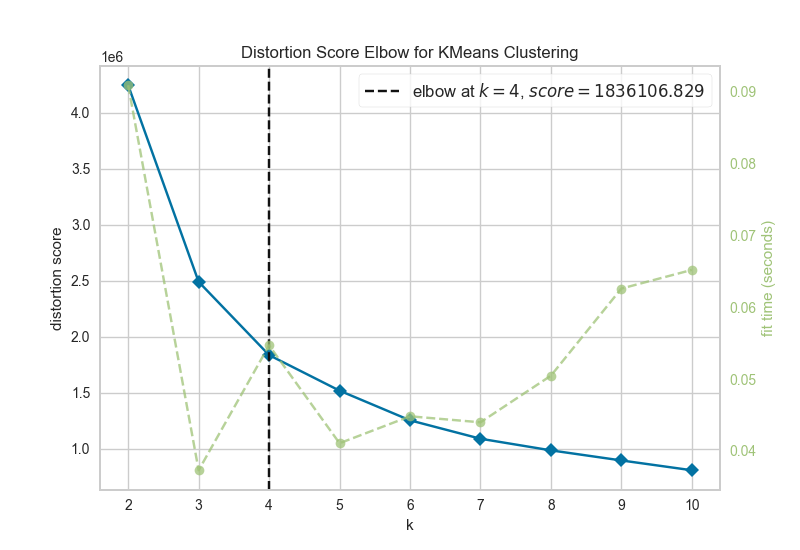 Distortion Score Elbow for KMeans Clustering
1e6
elbow at k = 4, score = 1836106.829
4.0
3.5
3.0
2.5
2.0
1.5
1.0
distortion score
0.09
0.08
0.07
0.06
0.05
0.04
fit time (seconds)
2 3 4 5 6 7 8 9 10
k